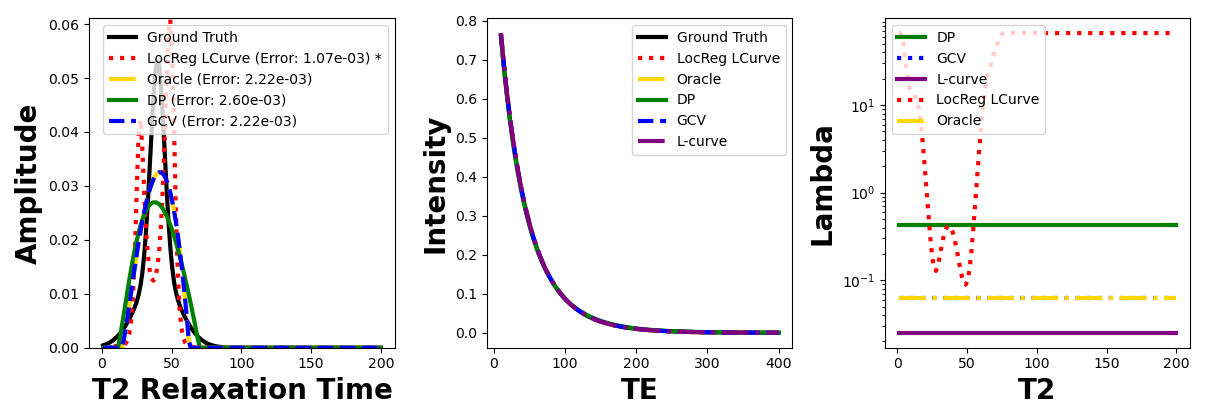 0.06
0.05
0.04
0.03
0.02
0.01
0.00
0
50
100
150
200
Amplitude
T2 Relaxation Time
Ground Truth
LocReg LCurve (Error: 1.07e-03) *
Oracle (Error: 2.22e-03)
DP (Error: 2.60e-03)
GCV (Error: 2.22e-03)
0.8
0.7
0.6
0.5
0.4
0.3
0.2
0.1
0.0
0
100
200
300
400
Intensity
TE
Ground Truth
LocReg LCurve
Oracle
DP
GCV
L-curve
10¹
10⁰
10⁻¹
0
50
100
150
200
Lambda
T2
DP
GCV
L-curve
LocReg LCurve
Oracle